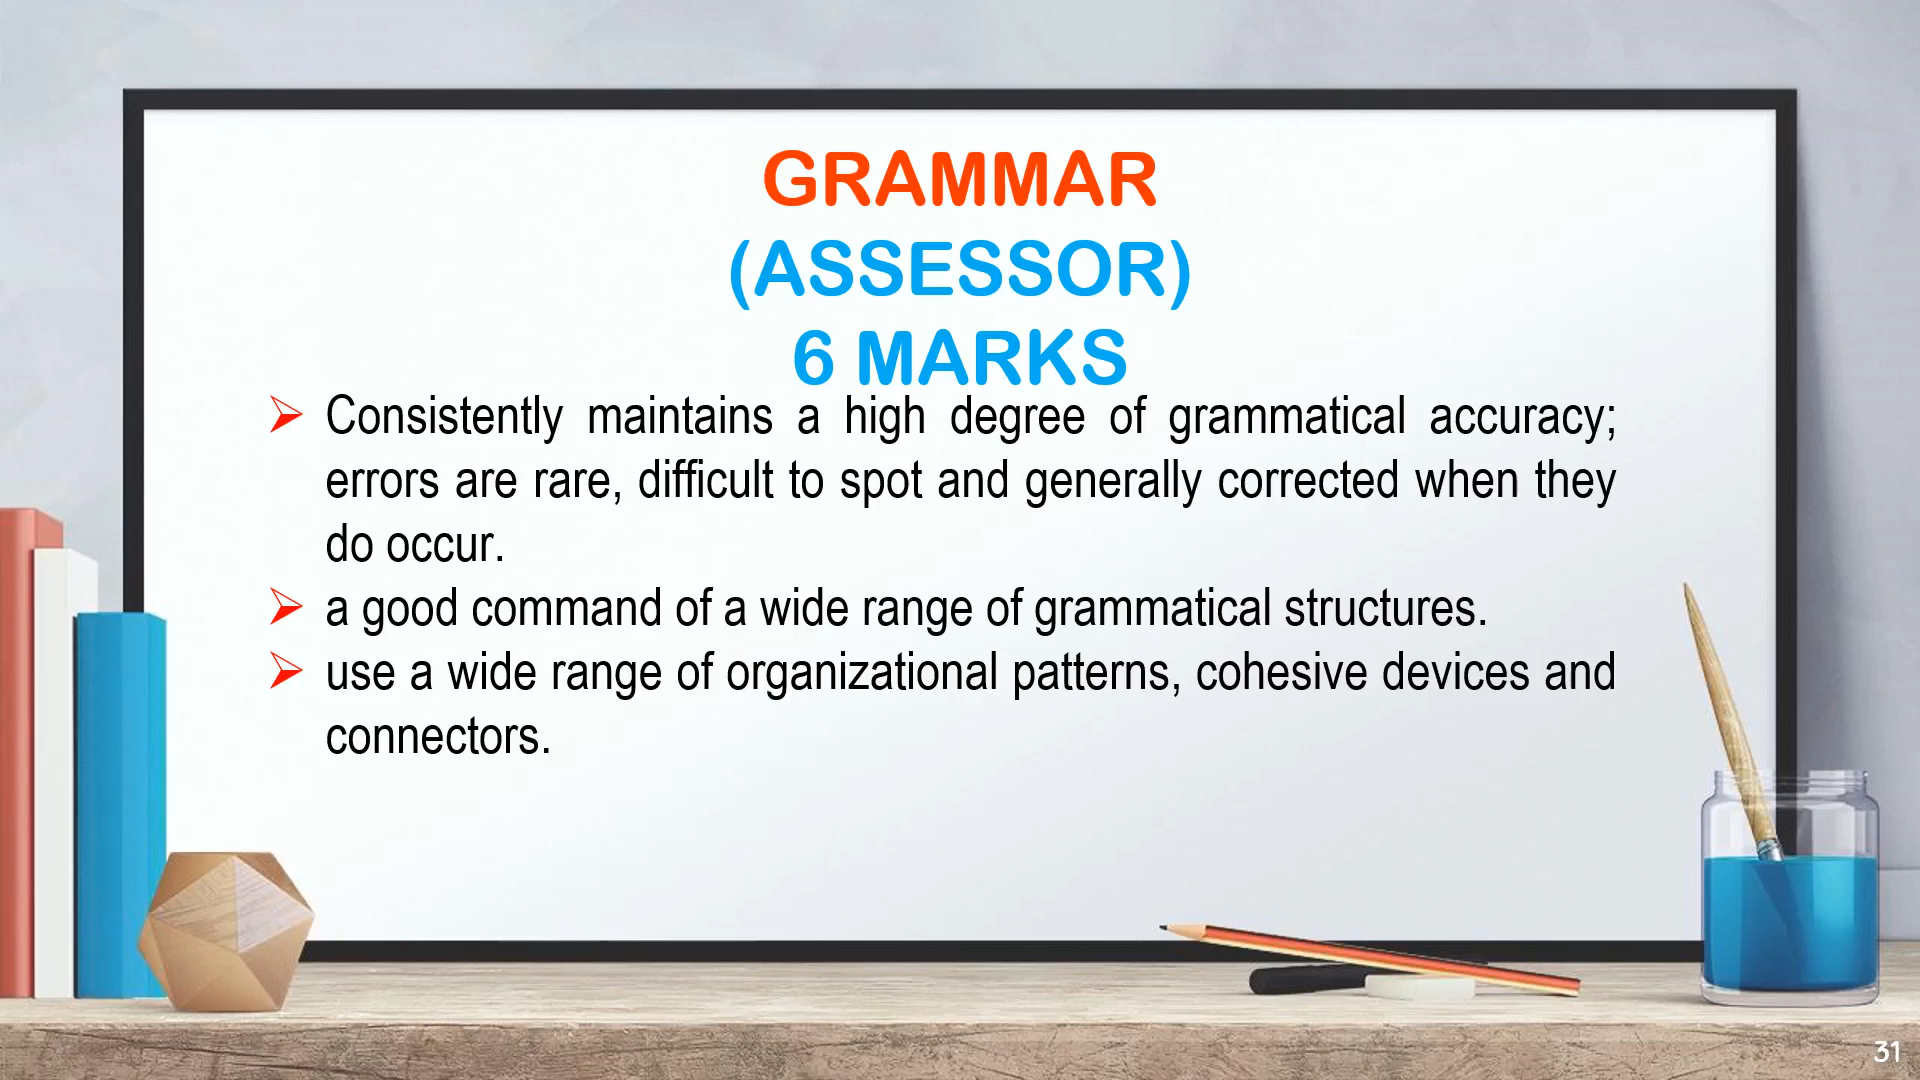 GRAMMAR
(ASSESSOR)
6 MARKS
Consistently maintains a high degree of grammatical accuracy;
errors are rare, difficult to spot and generally corrected when they
do occur.
a good command of a wide range of grammatical structures.
use a wide range of organizational patterns, cohesive devices and
connectors.
31